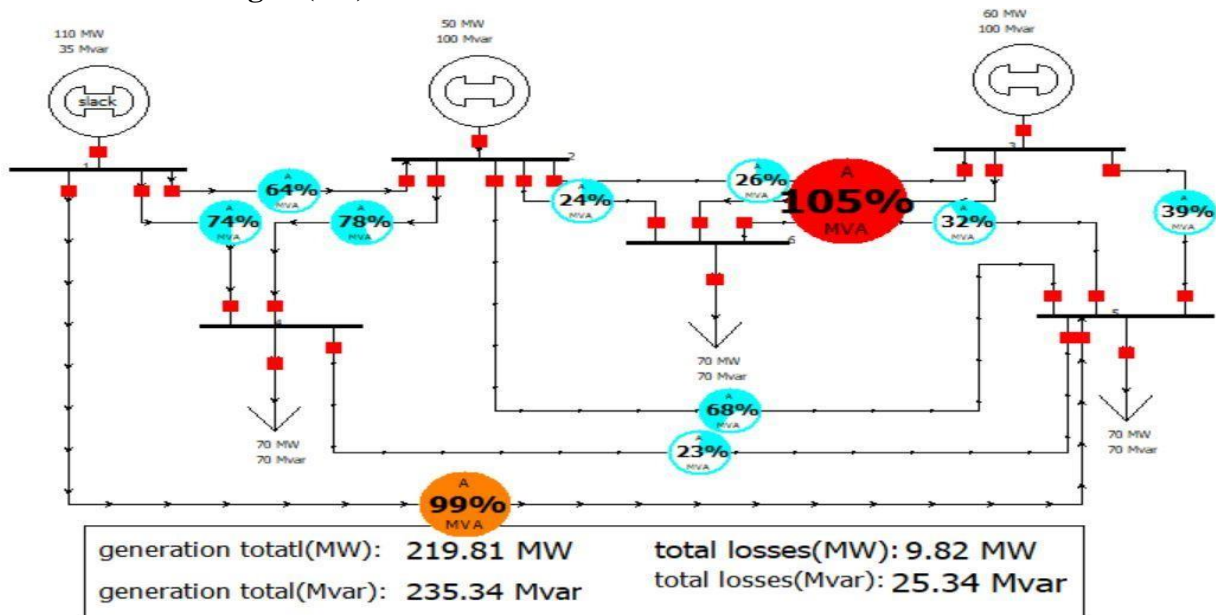 110 MW
35 Mvar
slack
50 MW
100 Mvar
60 MW
100 Mvar
1
2
3
A
64%
MVA
A
74%
MVA
A
78%
MVA
A
24%
MVA
A
26%
MVA
A
105%
MVA
A
32%
MVA
A
39%
MVA
6
4
5
70 MW
70 Mvar
70 MW
70 Mvar
70 MW
70 Mvar
A
68%
MVA
A
23%
MVA
A
99%
MVA
generation totatl(MW): 219.81 MW
total losses(MW): 9.82 MW
generation total(Mvar): 235.34 Mvar
total losses(Mvar): 25.34 Mvar